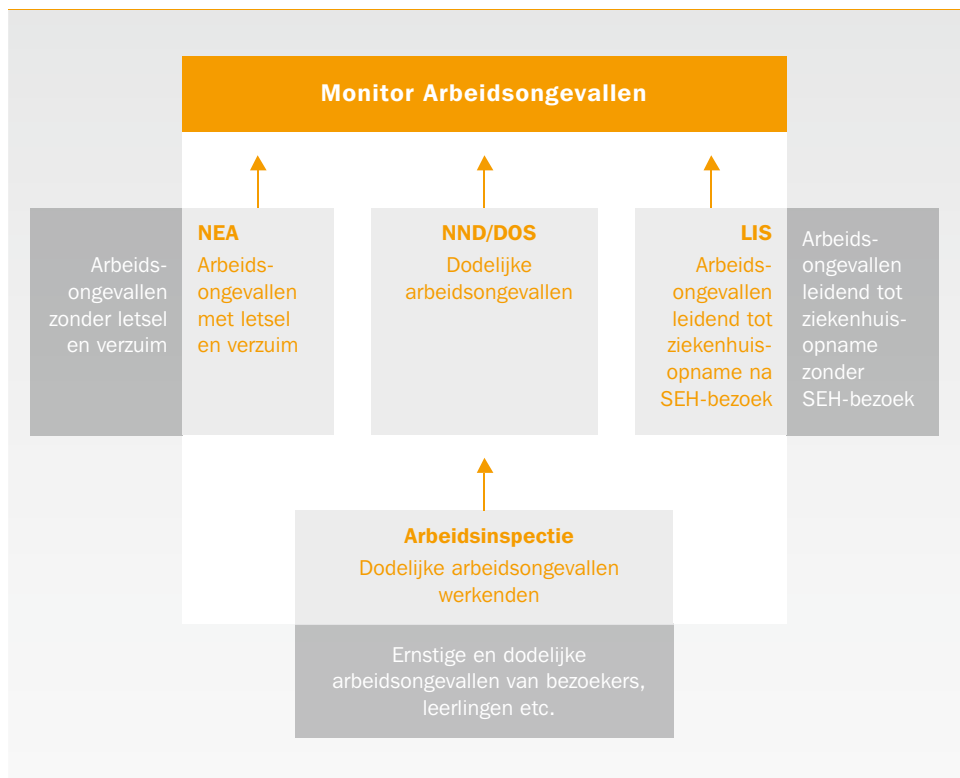 Monitor Arbeidsongevallen
Arbeids-
ongevallen
zonder letsel
en verzuim
NEA
Arbeids-
ongevallen
met letsel
en verzuim
NND/DOS
Dodelijke
arbeidsongevallen
LIS
Arbeids-
ongevallen
leidend tot
ziekenhuis-
opname na
SEH-bezoek
Arbeids-
ongevallen
leidend tot
ziekenhuis-
opname
zonder
SEH-bezoek
Arbeidsinspectie
Dodelijke arbeidsongevallen
werkenden
Ernstige en dodelijke
arbeidsongevallen van bezoekers,
leerlingen etc.